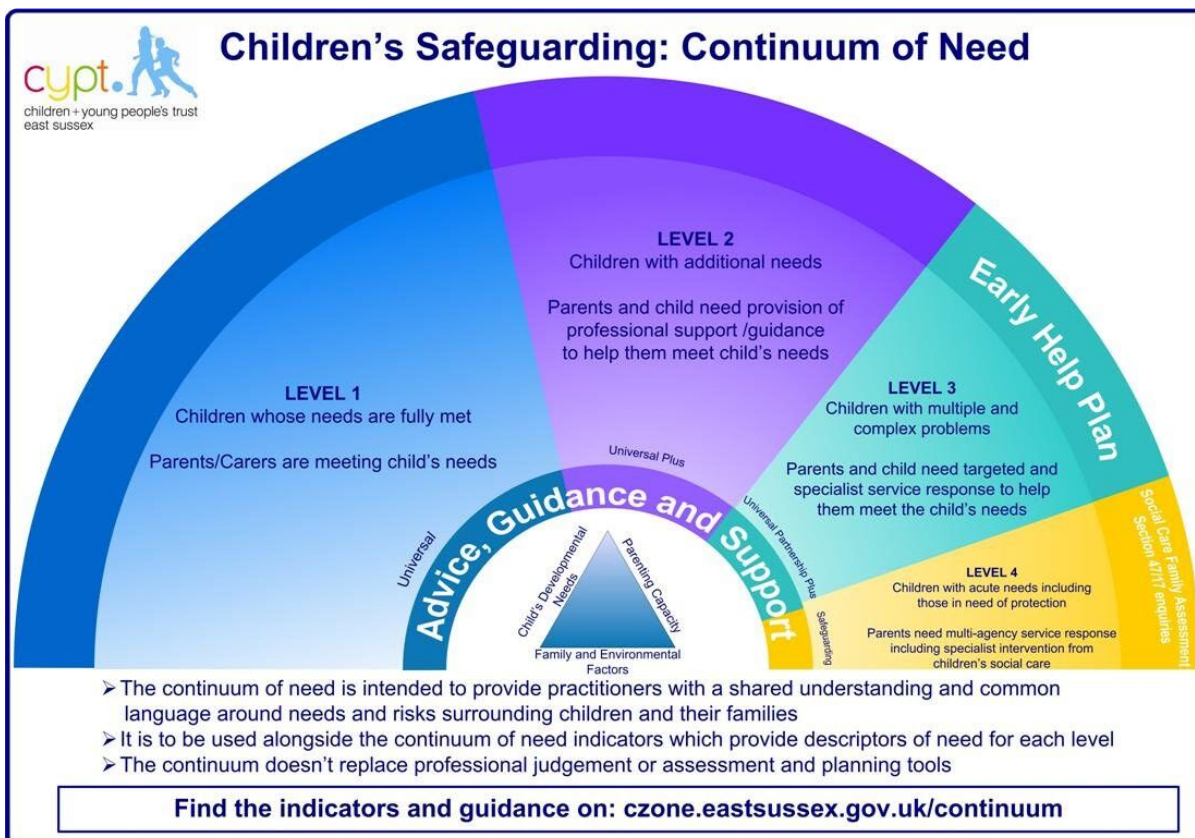 Children's Safeguarding: Continuum of Need
cypt.
children+young people's trust
east sussex
LEVEL 1
Children whose needs are fully met
Parents/Carers are meeting child's needs
LEVEL 2
Children with additional needs
Parents and child need provision of
professional support /guidance
to help them meet child's needs
LEVEL 3
Children with multiple and
complex problems
Parents and child need targeted and
specialist service response to help
them meet the child's needs
LEVEL 4
Children with acute needs including
those in need of protection
Parents need multi-agency service response
including specialist intervention from
children's social care
Early Help Plan
Social Care Family Assessment
Section 47/17 enquiries
Universal
Universal Plus
Universal Partnership Plus
Safeguarding
Advice, Guidance and Support
Child's Developmental
Needs
Parenting Capacity
Family and Environmental
Factors
➢ The continuum of need is intended to provide practitioners with a shared understanding and common
language around needs and risks surrounding children and their families
➢ It is to be used alongside the continuum of need indicators which provide descriptors of need for each level
➢ The continuum doesn't replace professional judgement or assessment and planning tools
Find the indicators and guidance on: czone.eastsussex.gov.uk/continuum